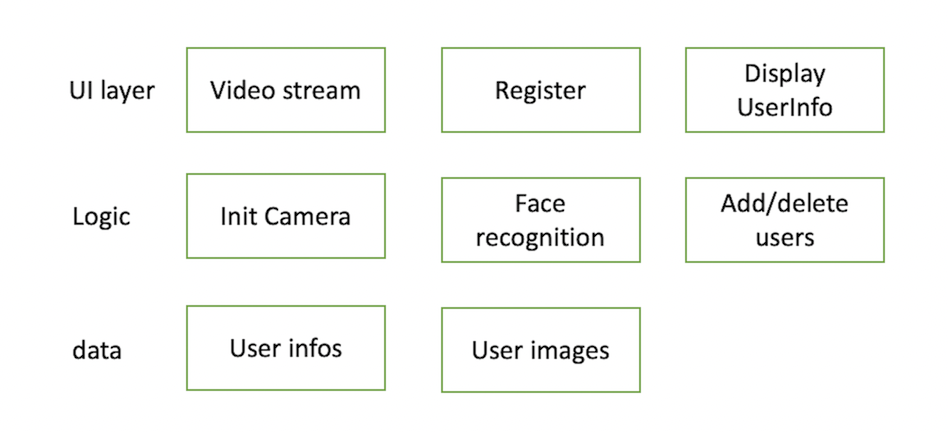 UI layer
Video stream
Register
Display
UserInfo
Logic
Init Camera
Face
recognition
Add/delete
users
data
User infos
User images